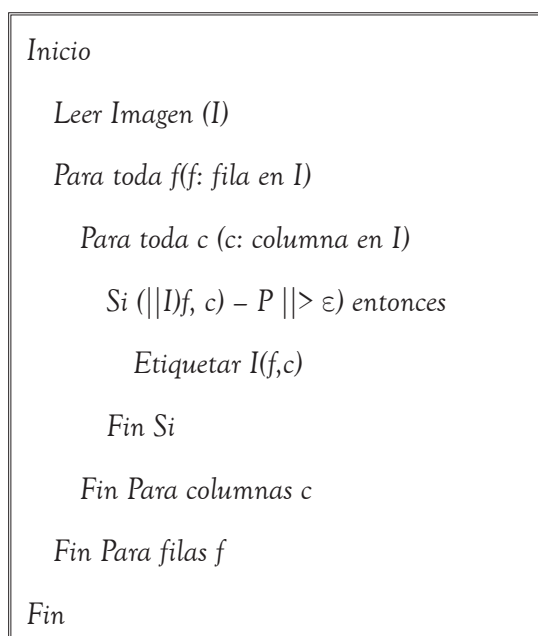 Inicio
Leer Imagen (I)
Para toda f(f: fila en I)
Para toda c (c: columna en I)
Si (||I)f, c) – P ||> ε) entonces
Etiquetar I(f,c)
Fin Si
Fin Para columnas c
Fin Para filas f
Fin